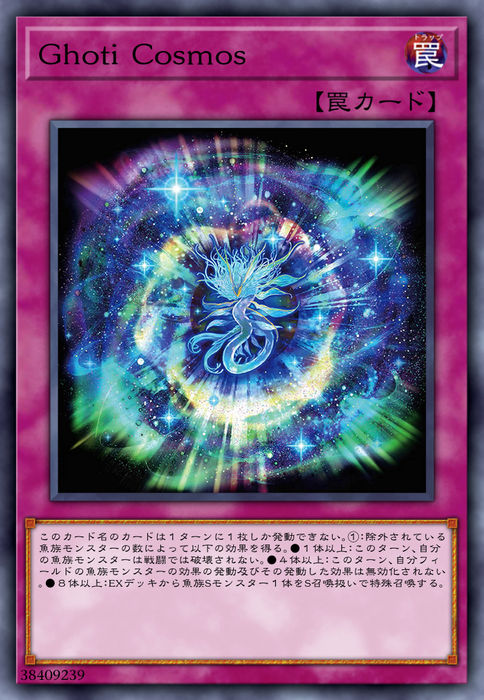 Ghoti Cosmos
トラップ
罠
【罠カード】
このカード名のカードは1ターンに1枚しか発動できない。①:除外されている
魚族モンスターの数によって以下の効果を得る。●1体以上:このターン、自分
の魚族モンスターは戦闘では破壊されない。●4体以上:このターン、自分フィ
ールドの魚族モンスターの効果の発動及びその発動した効果は無効化されない
。●8体以上:EXデッキから魚族Sモンスター1体をS召喚扱いで特殊召喚する。
38409239